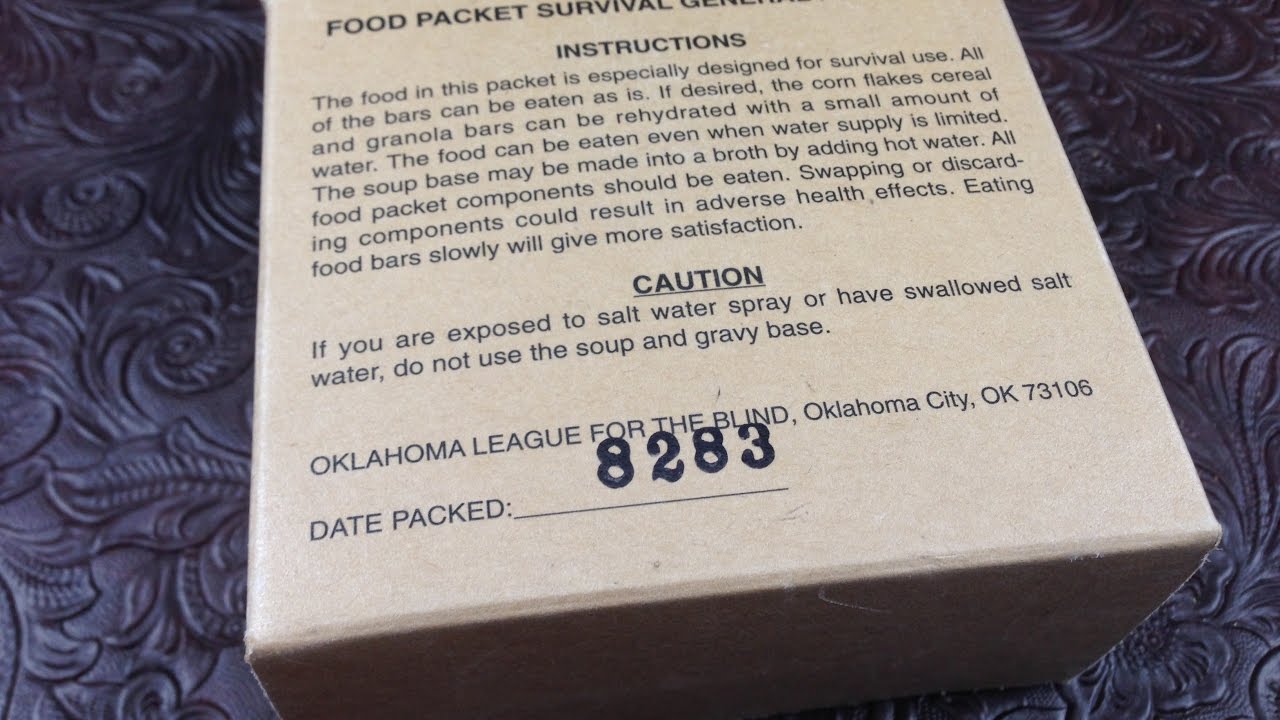 FOOD PACKET SURVIVAL GENERAL
INSTRUCTIONS
The food in this packet is especially designed for survival use. All
of the bars can be eaten as is. If desired, the corn flakes cereal
and granola bars can be rehydrated with a small amount of
water. The food can be eaten even when water supply is limited.
The soup base may be made into a broth by adding hot water. All
food packet components should be eaten. Swapping or discard-
ing components could result in adverse health effects. Eating
food bars slowly will give more satisfaction.
CAUTION
If you are exposed to salt water spray or have swallowed salt
water, do not use the soup and gravy base.
OKLAHOMA LEAGUE FOR THE BLIND, Oklahoma City, OK 73106
8283
DATE PACKED: